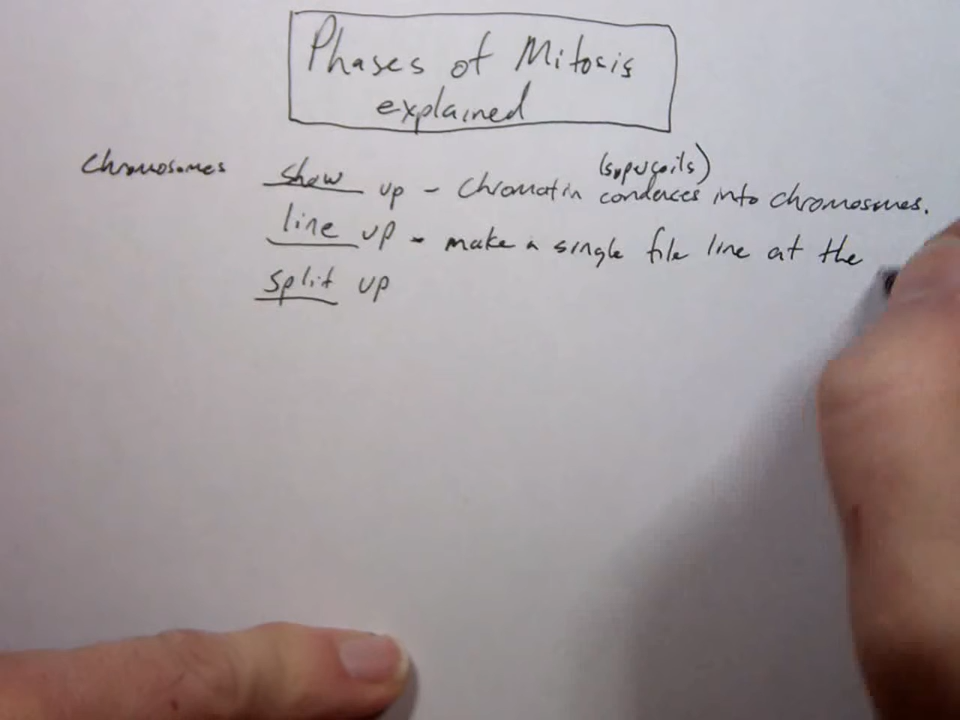 Phases of Mitosis
explained
(supercoils)
Chromosomes show up - Chromatin condences into chromosomes.
line up - make a single file line at the
split up